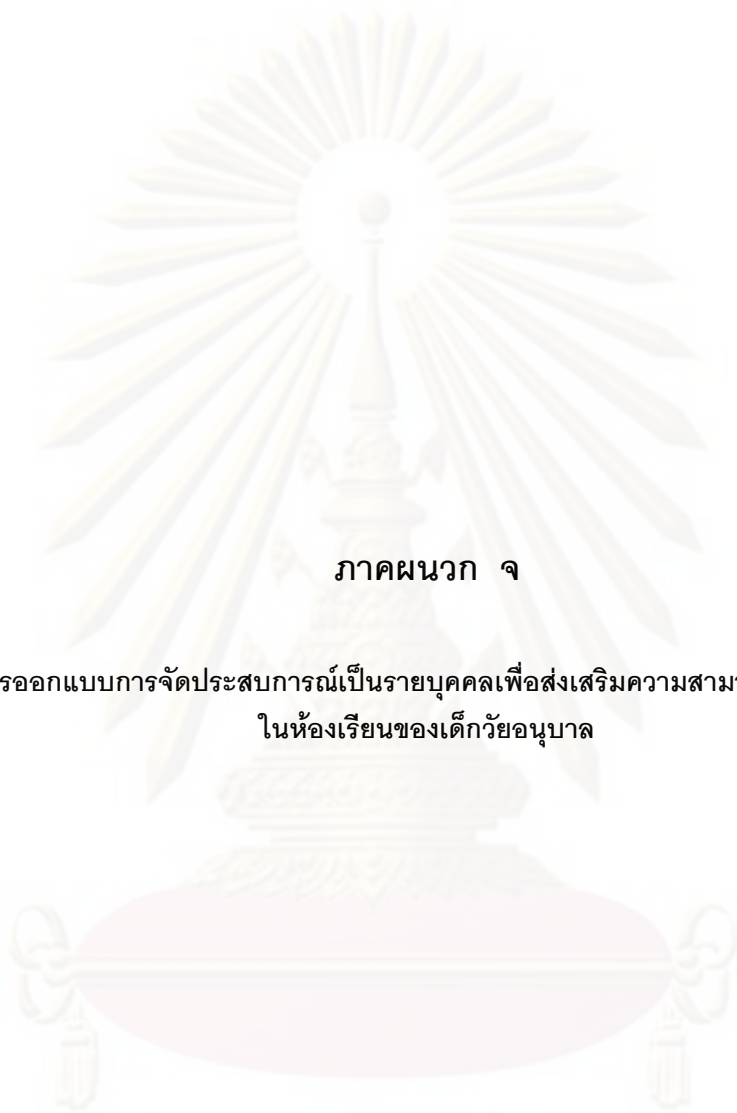 ภาคผนวก จ
รออกแบบการจัดประสบการณ์เป็นรายบุคคลเพื่อส่งเสริมความสาม
ในห้องเรียนของเด็กวัยอนุบาล